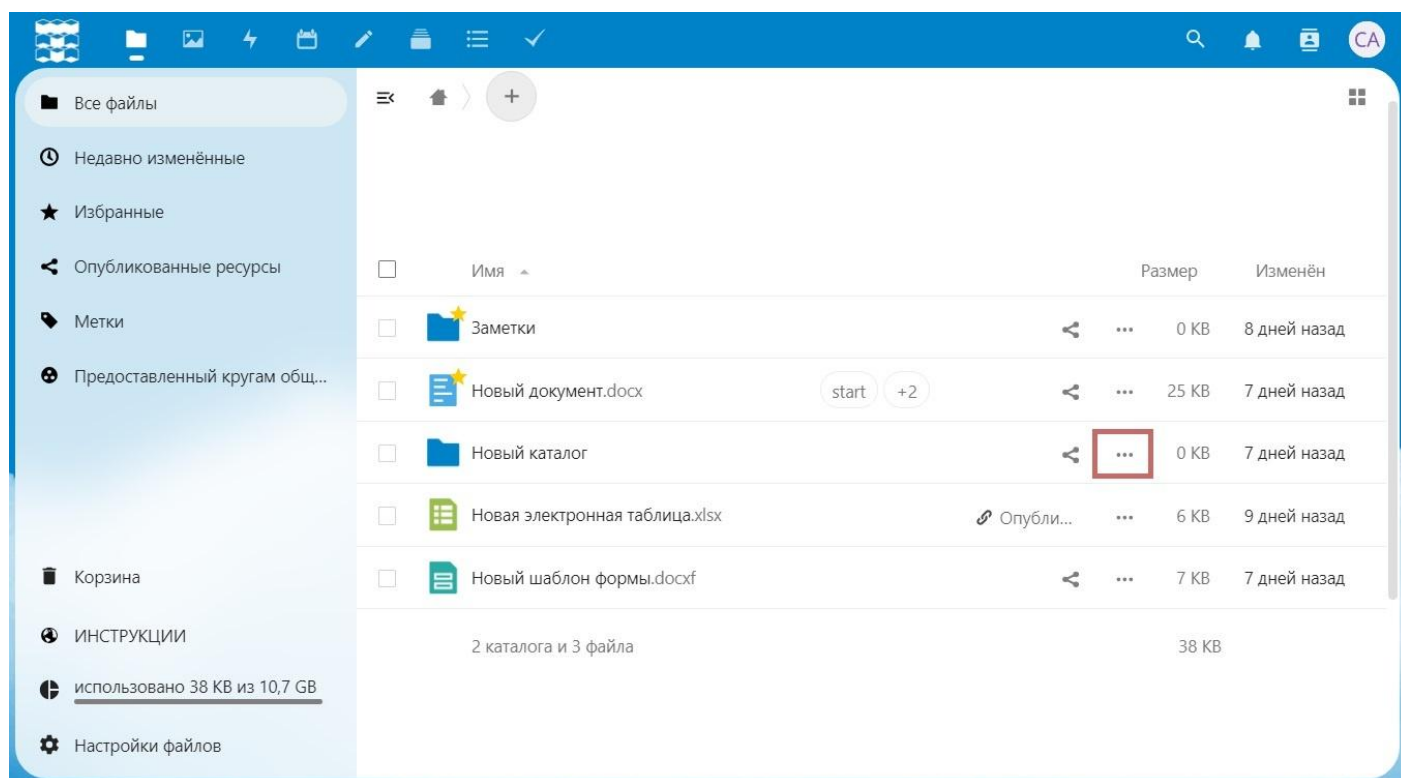 CA
Все файлы
Недавно изменённые
Избранные
Опубликованные ресурсы
Метки
Предоставленный кругам общ...
Корзина
ИНСТРУКЦИИ
использовано 38 KB из 10,7 GB
Настройки файлов
Имя Размер Изменён
Заметки 0 KB 8 дней назад
Новый документ.docx start +2 25 KB 7 дней назад
Новый каталог 0 KB 7 дней назад
Новая электронная таблица.xlsx Опубли... 6 KB 9 дней назад
Новый шаблон формы.docxf 7 KB 7 дней назад
2 каталога и 3 файла 38 KB